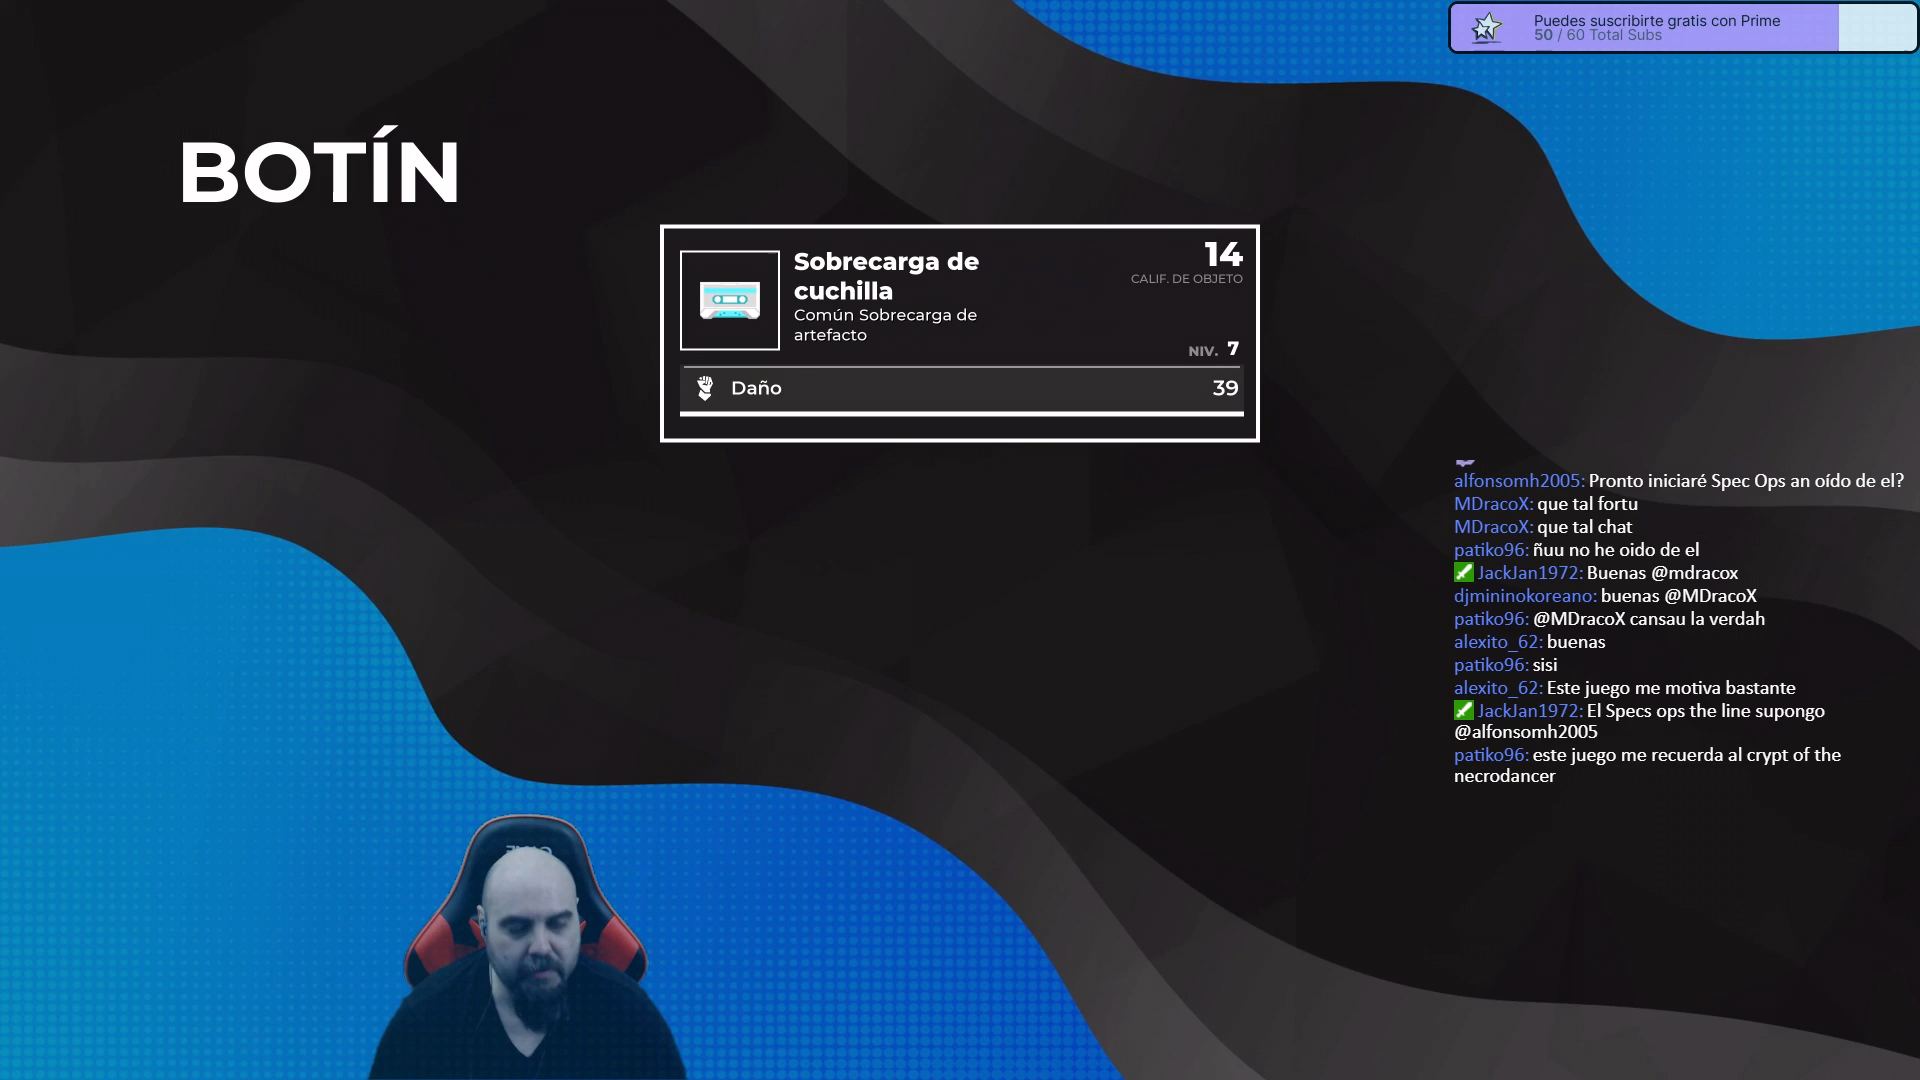 Puedes suscribirte gratis con Prime
50 / 60 Total Subs
BOTÍN
Sobrecarga de
cuchilla
Común Sobrecarga de
artefacto
14
CALIF. DE OBJETO
NIV. 7
Daño 39
alfonsomh2005: Pronto iniciaré Spec Ops an oído de el?
MDracoX: que tal fortu
MDracoX: que tal chat
patiko96: ñuu no he oido de el
JackJan1972: Buenas @mdracox
djmininokoreano: buenas @MDracoX
patiko96: @MDracoX cansau la verdah
alexito_62: buenas
patiko96: sisi
alexito_62: Este juego me motiva bastante
JackJan1972: El Specs ops the line supongo
@alfonsomh2005
patiko96: este juego me recuerda al crypt of the
necrodancer